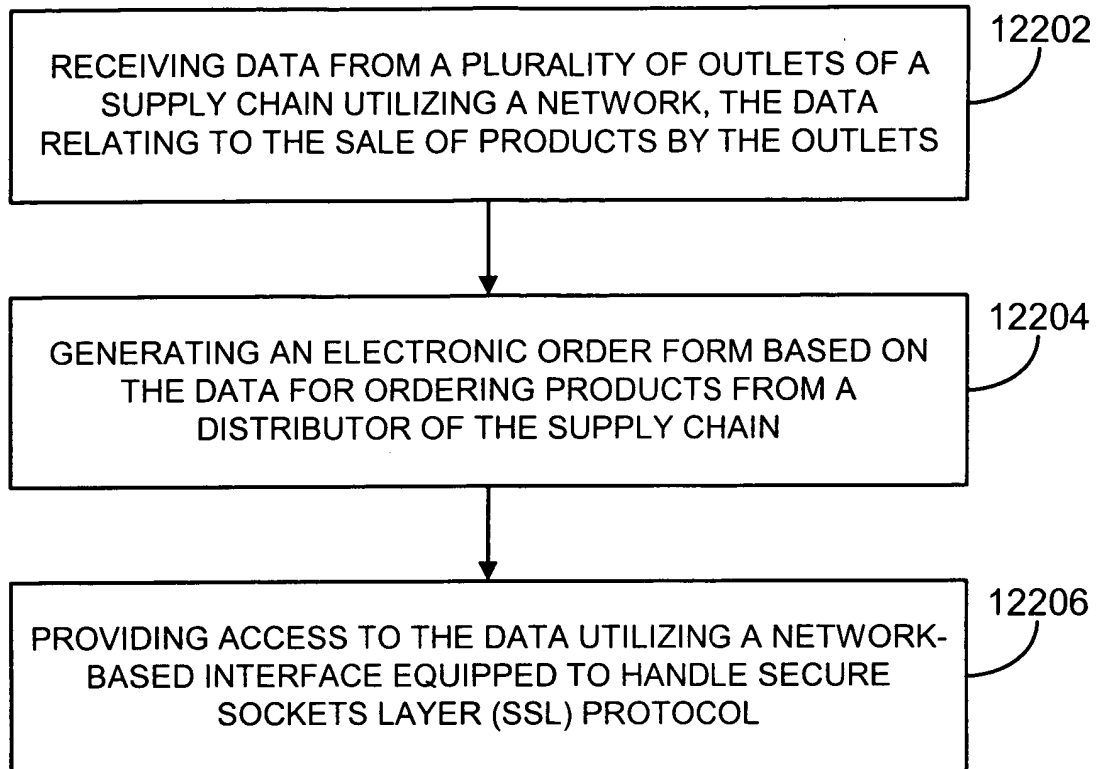 12202
RECEIVING DATA FROM A PLURALITY OF OUTLETS OF A
SUPPLY CHAIN UTILIZING A NETWORK, THE DATA
RELATING TO THE SALE OF PRODUCTS BY THE OUTLETS
12204
GENERATING AN ELECTRONIC ORDER FORM BASED ON
THE DATA FOR ORDERING PRODUCTS FROM A
DISTRIBUTOR OF THE SUPPLY CHAIN
12206
PROVIDING ACCESS TO THE DATA UTILIZING A NETWORK-
BASED INTERFACE EQUIPPED TO HANDLE SECURE
SOCKETS LAYER (SSL) PROTOCOL